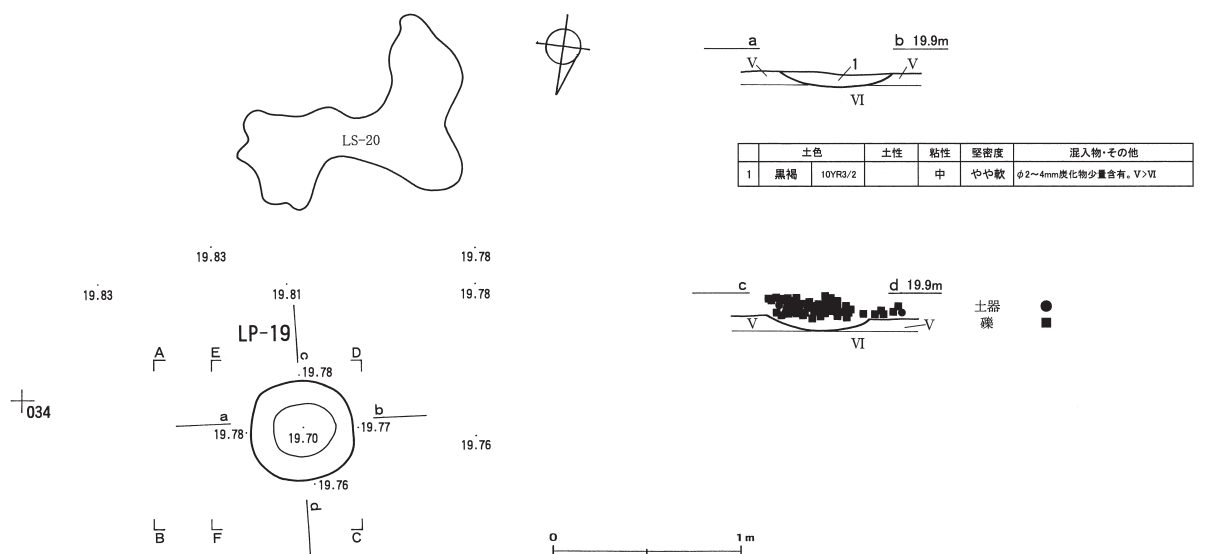 LS-20
19.83
19.78
19.83
19.81
19.78
LP-19
c
A
E
D
19.78
034
a
b
19.78
19.70
19.77
19.76
19.76
d
B
F
C
a
b 19.9m
V
1
V
VI
土色 土性 粘性 堅密度 混入物・その他
1 黒褐 10YR3/2 中 やや軟 φ2~4mm炭化物少量含有。V>VI
c
d 19.9m
V
V
VI
土器 ●
礫 ■
0 1m